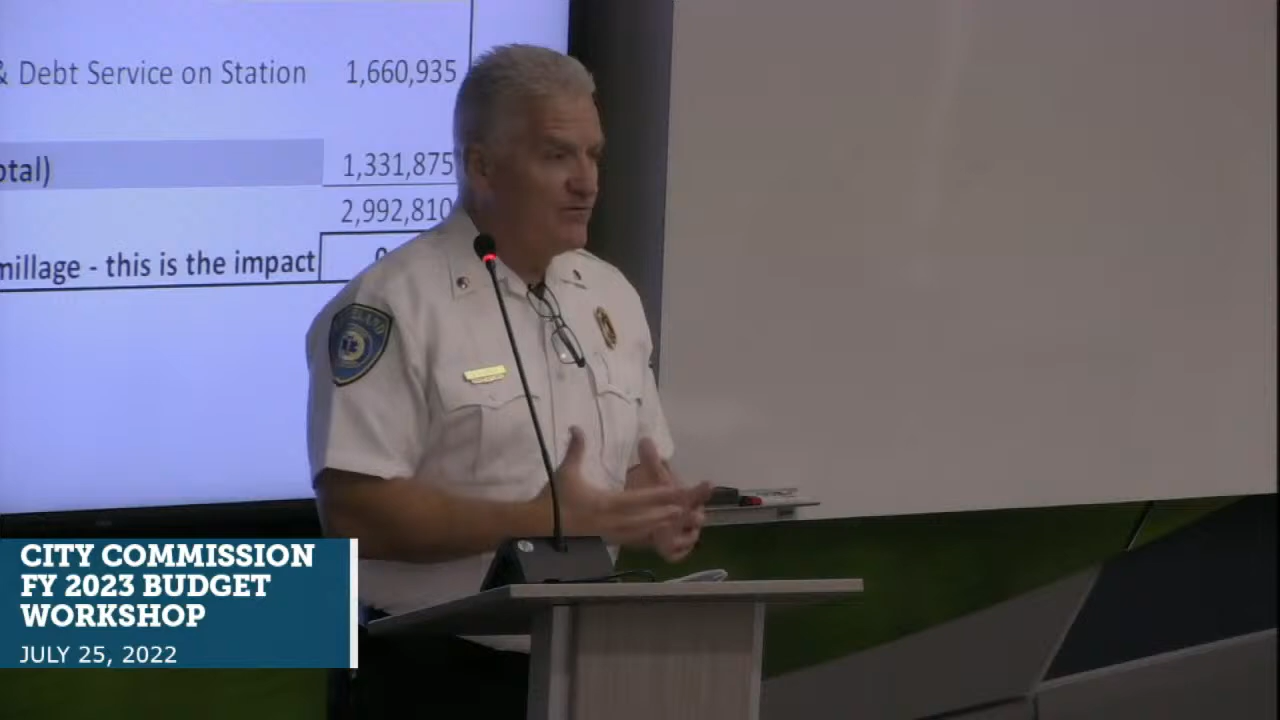 & Debt Service on Station 1,660,935
otal) 1,331,875
2,992,810
millage - this is the impact
CITY COMMISSION
FY 2023 BUDGET
WORKSHOP
JULY 25, 2022